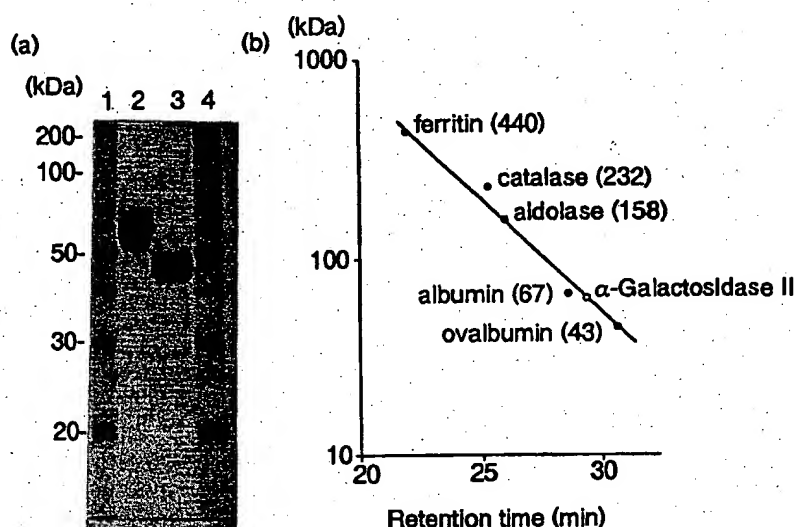 (a)
(kDa)
1 2 3 4
200-
100-
50-
30-
20-
(b)
(kDa)
1000
100
10
20 25 30
Retention time (min)
ferritin (440)
catalase (232)
aldolase (158)
albumin (67)
α-Galactosidase II
ovalbumin (43)